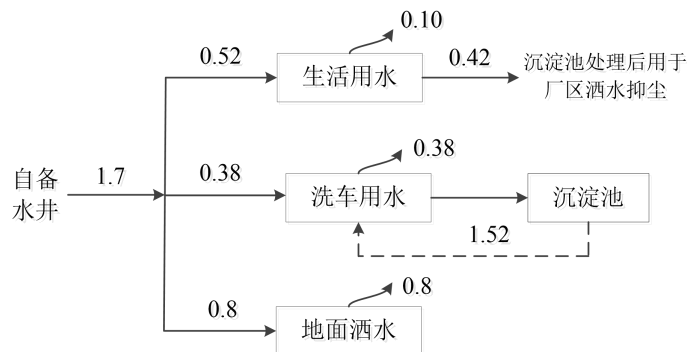 0.10
0.52
生活用水
0.42
沉淀池处理后用于
厂区洒水抑尘
自备
水井
1.7
0.38
0.38
洗车用水
沉淀池
1.52
0.8
0.8
地面洒水